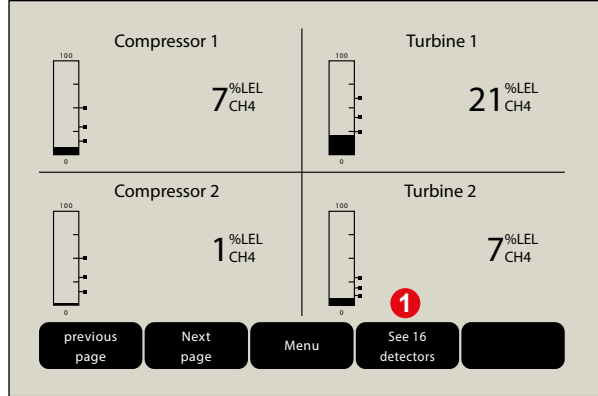 Compressor 1
100
7 %LEL
CH4
0
Turbine 1
100
21 %LEL
CH4
0
Compressor 2
100
1 %LEL
CH4
0
Turbine 2
100
7 %LEL
CH4
0
1
previous
page
Next
page
Menu
See 16
detectors